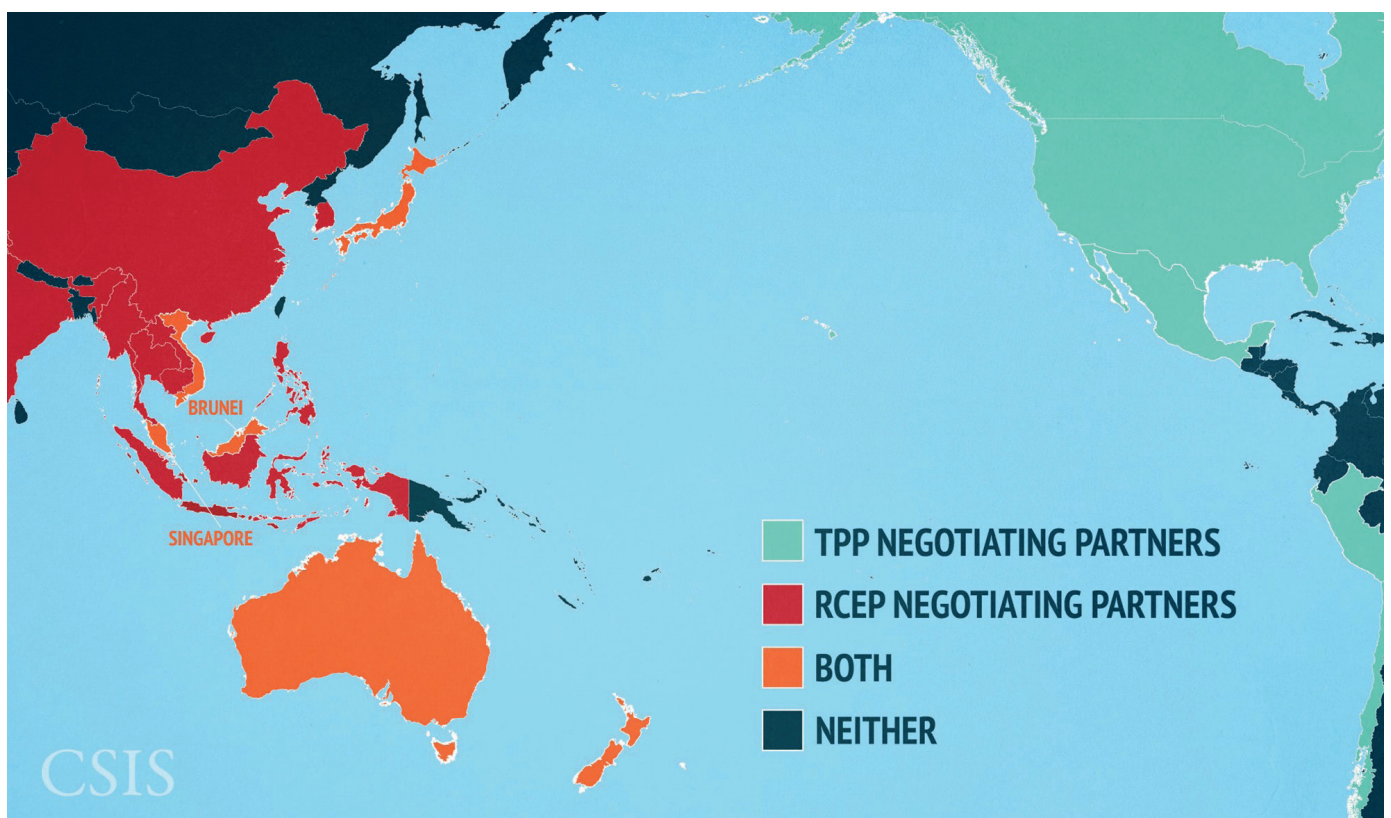 BRUNEI
SINGAPORE
TPP NEGOTIATING PARTNERS
RCEP NEGOTIATING PARTNERS
BOTH
NEITHER
CSIS